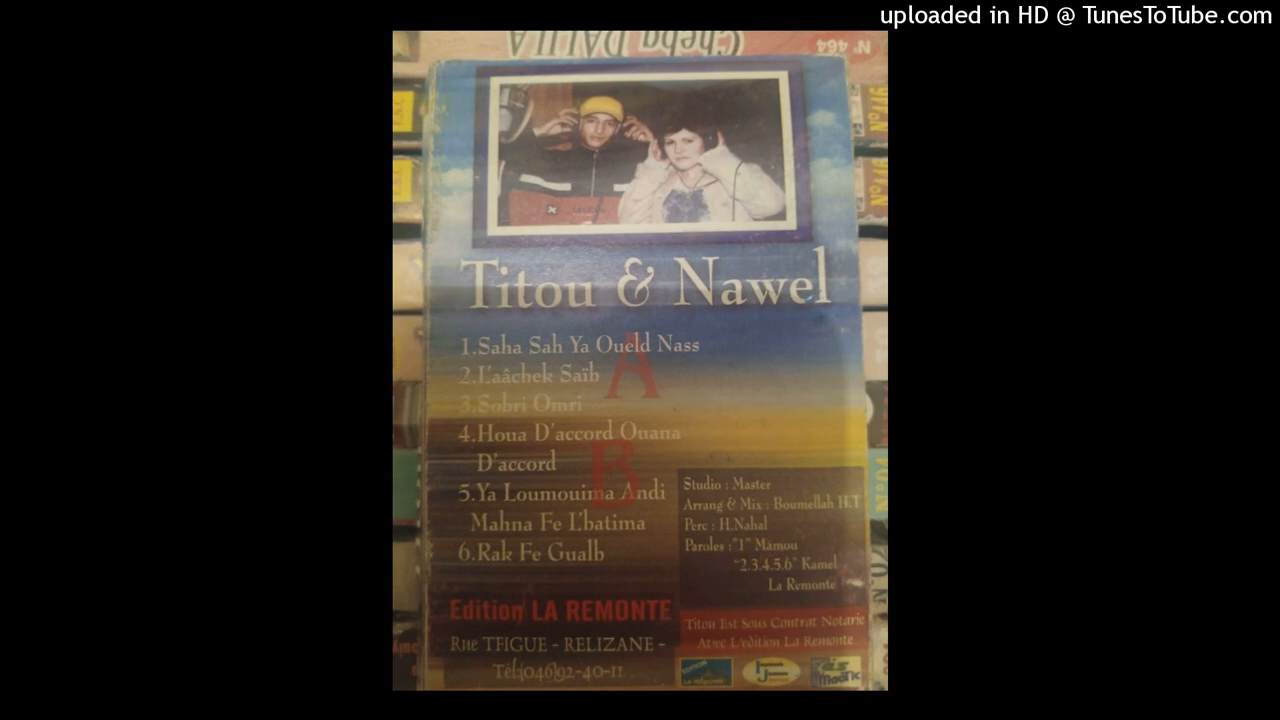 uploaded in HD @ TunesToTube.com
Cheba DALILA
N° 464
Titou & Nawel
1.Saha Sah Ya Oueld Nass
2.L'aâchek Saïb
3.Sobri Omri
A
4.Houa D'accord Ouana
D'accord
5.Ya Loumouima Andi
Mahna Fe L'batima
6.Rak Fe Gualb
B
Studio : Master
Arrang & Mix : Boumellah H.T
Perc : H.Nahal
Paroles :"1" Mamou
"2.3.4.5.6" Kamel
La Remonte
Edition LA REMONTE
Rue TFIGUE - RELIZANE -
Tél:(046)92-40-11
Titou Est Sous Contrat Notarie
Avec L'edition La Remonte